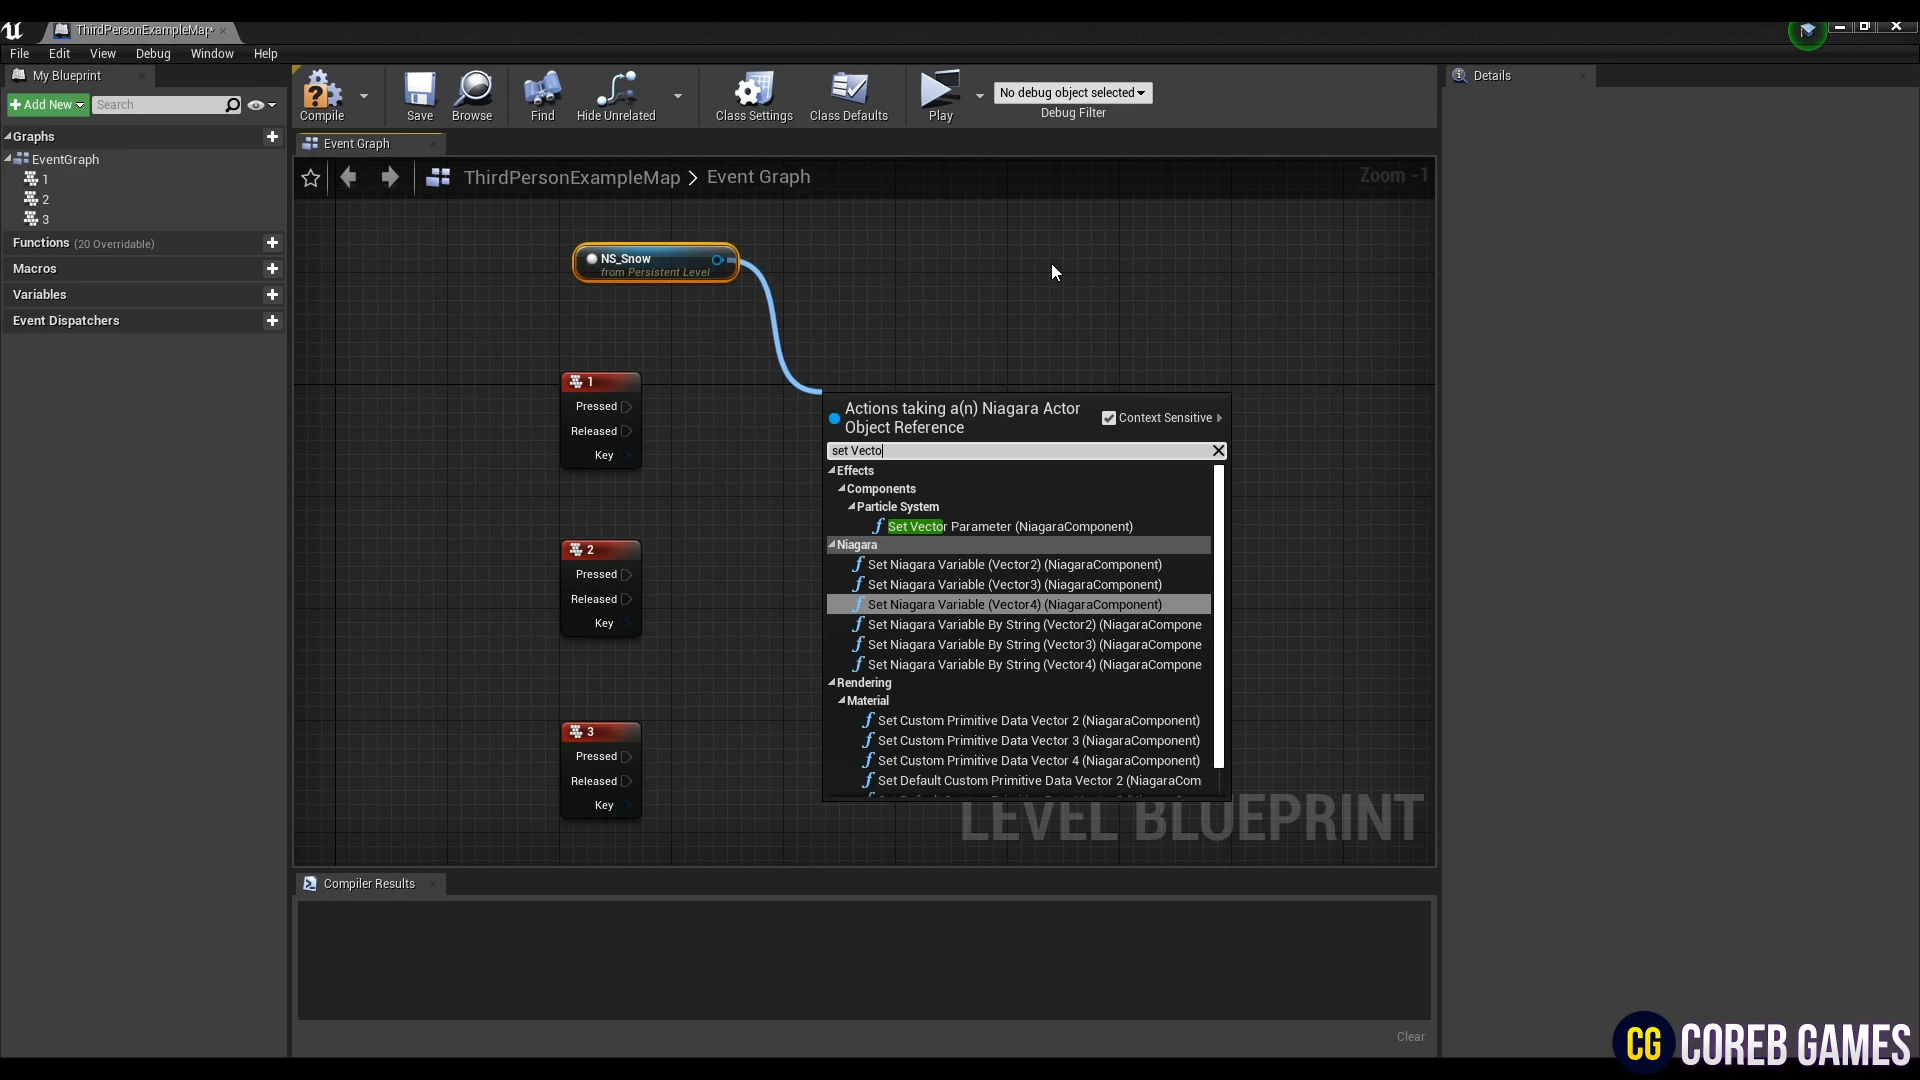 ThirdPersonExampleMap*
File Edit View Debug Window Help
My Blueprint
Add New
Search
Graphs
EventGraph
1
2
3
Functions (20 Overridable)
Macros
Variables
Event Dispatchers
Compile
Save
Browse
Find
Hide Unrelated
Class Settings
Class Defaults
Play
No debug object selected
Debug Filter
Event Graph
ThirdPersonExampleMap > Event Graph
Zoom -1
NS_Snow
from Persistent Level
1
Pressed
Released
Key
2
Pressed
Released
Key
3
Pressed
Released
Key
Actions taking a(n) Niagara Actor
Object Reference
Context Sensitive
set Vecto
Effects
Components
Particle System
Set Vector Parameter (NiagaraComponent)
Niagara
Set Niagara Variable (Vector2) (NiagaraComponent)
Set Niagara Variable (Vector3) (NiagaraComponent)
Set Niagara Variable (Vector4) (NiagaraComponent)
Set Niagara Variable By String (Vector2) (NiagaraCompone
Set Niagara Variable By String (Vector3) (NiagaraCompone
Set Niagara Variable By String (Vector4) (NiagaraCompone
Rendering
Material
Set Custom Primitive Data Vector 2 (NiagaraComponent)
Set Custom Primitive Data Vector 3 (NiagaraComponent)
Set Custom Primitive Data Vector 4 (NiagaraComponent)
Set Default Custom Primitive Data Vector 2 (NiagaraCom
LEVEL BLUEPRINT
Compiler Results
Clear
Details
CG COREB GAMES